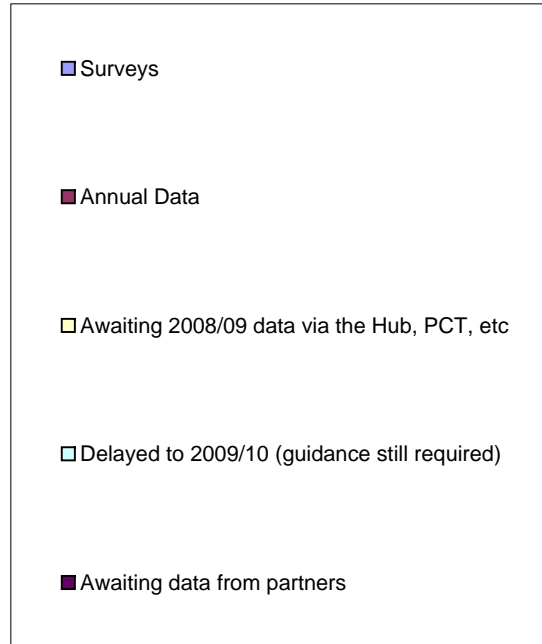 Surveys
Annual Data
Awaiting 2008/09 data via the Hub, PCT, etc
Delayed to 2009/10 (guidance still required)
Awaiting data from partners